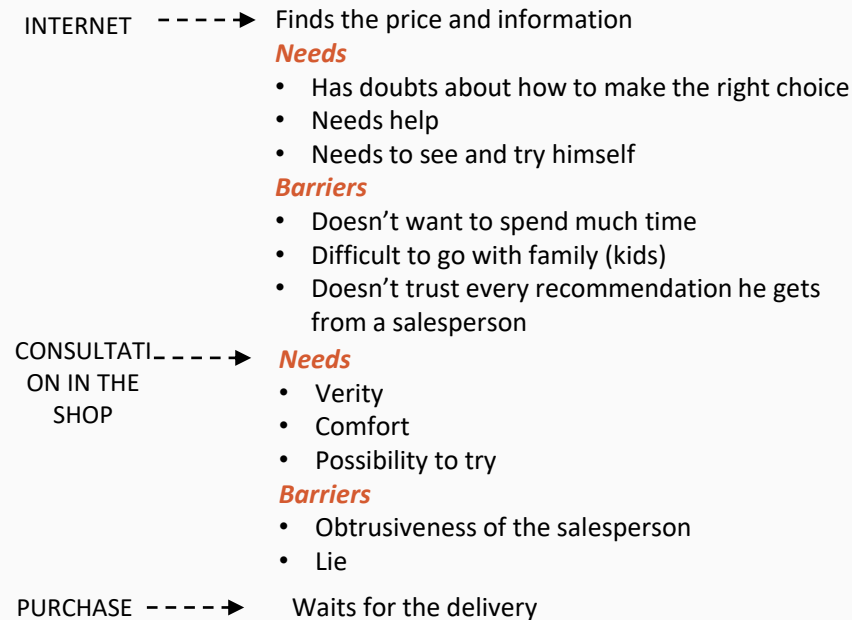 INTERNET
Finds the price and information
Needs
• Has doubts about how to make the right choice
• Needs help
• Needs to see and try himself
Barriers
• Doesn't want to spend much time
• Difficult to go with family (kids)
• Doesn't trust every recommendation he gets
from a salesperson
CONSULTATI
ON IN THE
SHOP
Needs
• Verity
• Comfort
• Possibility to try
Barriers
• Obtrusiveness of the salesperson
• Lie
PURCHASE
Waits for the delivery